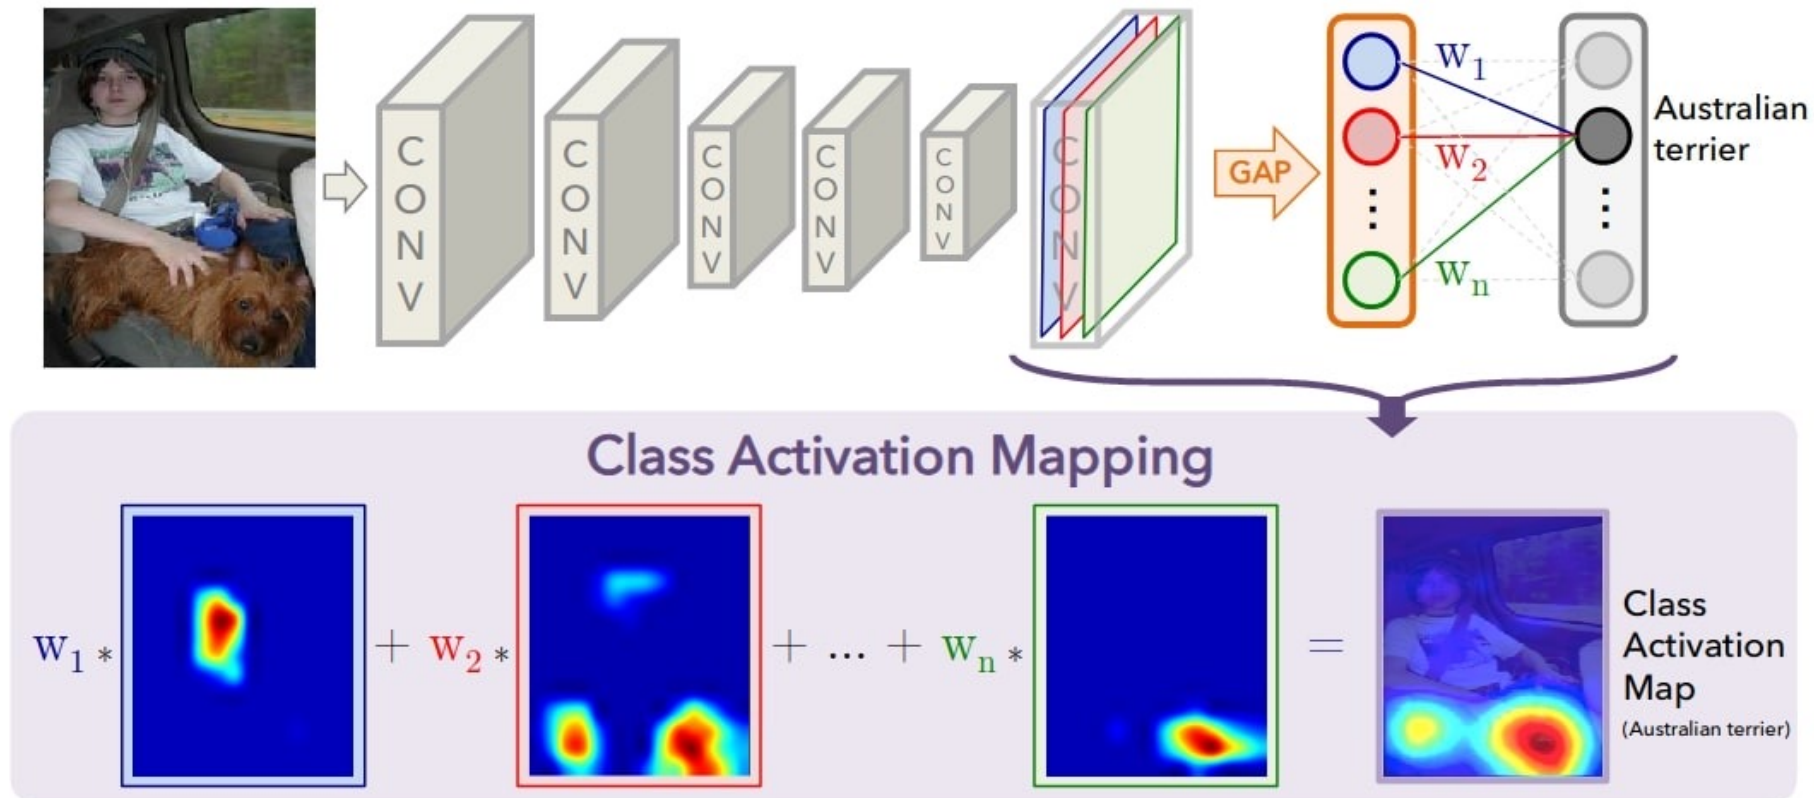 CONV
CONV
CONV
CONV
CONV
CONV
GAP
w1
w2
wn
Australian
terrier
Class Activation Mapping
w1 * + w2 * + ... + wn * =
Class
Activation
Map
(Australian terrier)